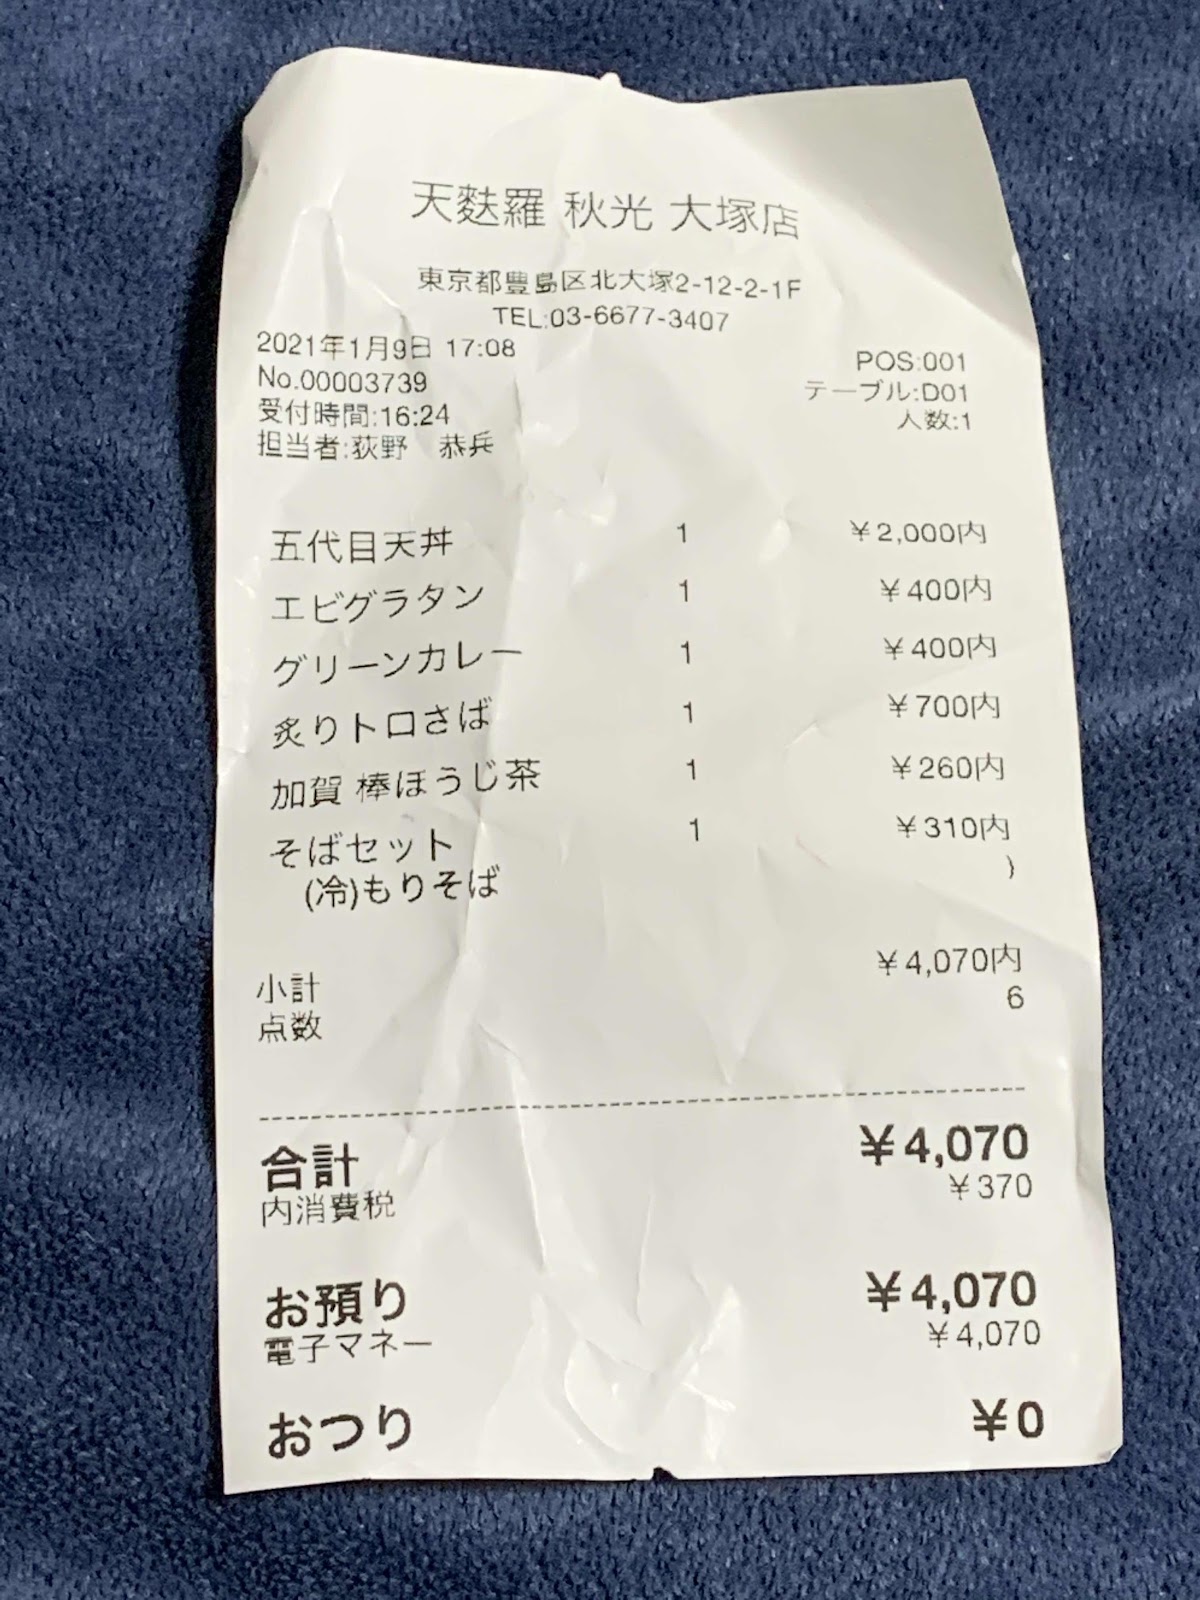 天麩羅 秋光 大塚店
東京都豊島区北大塚2-12-2-1F
TEL:03-6677-3407
2021年1月9日 17:08
POS:001
No.00003739
テーブル:D01
受付時間:16:24
人数:1
担当者:荻野 恭兵
五代目天丼 1 ¥2,000内
エビグラタン 1 ¥400内
グリーンカレー 1 ¥400内
炙りトロさば 1 ¥700内
加賀 棒ほうじ茶 1 ¥260内
そばセット 1 ¥310内
(冷)もりそば )
小計 ¥4,070内
点数 6
合計 ¥4,070
内消費税 ¥370
お預り ¥4,070
電子マネー ¥4,070
おつり ¥0